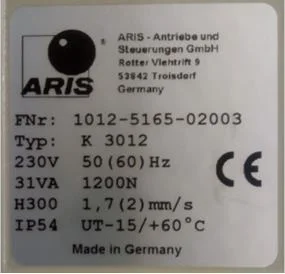 ARIS
ARIS - Antriebe und
Steuerungen GmbH
Rotter Viehtrift 9
53842 Troisdorf
Germany
FNr: 1012-5165-02003
Typ: K 3012
230V 50(60)Hz
31VA 1200N
H300 1,7(2)mm/s
IP54 UT-15/+60°C
CE
Made in Germany